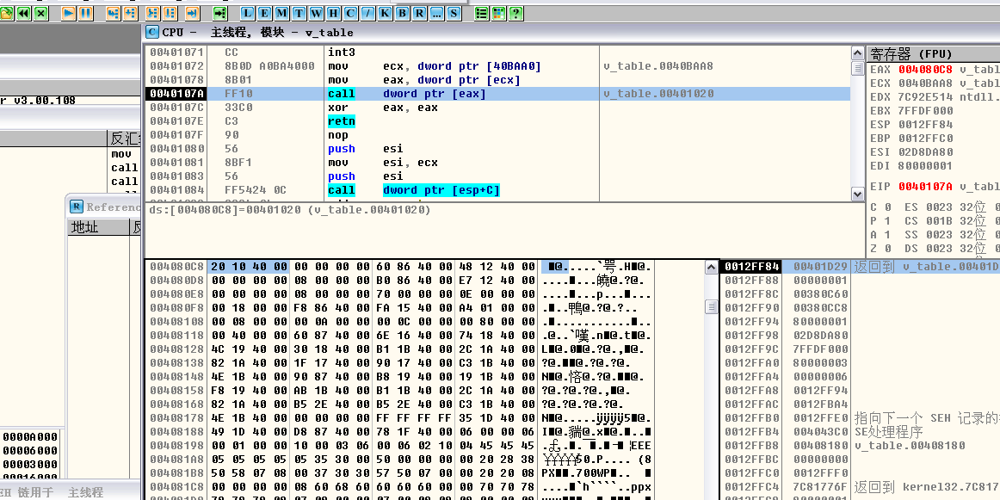 L E M T W H C / K B R ... S ?
C CPU - 主线程, 模块 - v_table
00401071 CC int3
00401072 8B0D A0BA4000 mov ecx, dword ptr [40BAA0] v_table.0040BAA8
00401078 8B01 mov eax, dword ptr [ecx]
0040107A FF10 call dword ptr [eax] v_table.00401020
0040107C 33C0 xor eax, eax
0040107E C3 retn
0040107F 90 nop
00401080 56 push esi
00401081 8BF1 mov esi, ecx
00401083 56 push esi
00401084 FF5424 0C call dword ptr [esp+C]
ds:[004080C8]=00401020 (v_table.00401020)
寄存器 (FPU)
EAX 004080C8 v_tabl
ECX 0040BAA8 v_tabl
EDX 7C92E514 ntdll.
EBX 7FFDF000
ESP 0012FF84
EBP 0012FFC0
ESI 02D8DA80
EDI 80000001
EIP 0040107A v_tabl
C 0 ES 0023 32位 0
P 1 CS 001B 32位 0
A 1 SS 0023 32位 0
Z 0 DS 0023 32位 0
r v3.00.108
反汇
mov
call
call
R Referenc
地址
0000A000
00006000
00003000
00016000
EH 链用于 主线程
004080C8 20 10 40 00 00 00 00 00 60 86 40 00 48 12 40 00
004080D8 00 00 00 00 08 00 00 00 B0 86 40 00 E7 12 40 00
004080E8 00 00 00 00 08 00 00 00 70 00 00 00 0E 00 00 00
004080F8 00 18 00 00 F8 86 40 00 FA 15 40 00 A4 01 00 00
00408108 00 08 00 00 00 0A 00 00 00 0C 00 00 00 80 00 00
00408118 00 40 00 00 60 87 40 00 6E 16 40 00 74 18 40 00
00408128 4C 19 40 00 30 18 40 00 B1 1B 40 00 2C 1A 40 00
00408138 82 1A 40 00 1F 17 40 00 90 17 40 00 C3 1B 40 00
00408148 4E 1B 40 00 90 87 40 00 B8 19 40 00 19 1B 40 00
00408158 F8 19 40 00 AB 1B 40 00 B1 1B 40 00 2C 1A 40 00
00408168 82 1A 40 00 B5 2E 40 00 B5 2E 40 00 C3 1B 40 00
00408178 4E 1B 40 00 00 00 00 00 FF FF FF FF 35 1D 40 00
00408188 49 1D 40 00 D8 87 40 00 78 1F 40 00 06 00 00 06
00408198 00 01 00 00 10 00 03 06 00 06 02 10 04 45 45 45
004081A8 05 05 05 05 05 35 30 00 50 00 00 00 00 20 28 38
004081B8 50 58 07 08 00 37 30 30 57 50 07 00 00 20 20 08
004081C8 00 00 00 00 08 60 68 60 60 60 60 00 00 70 70 78
0012FF84 00401D29 返回到 v_table.00401D
0012FF88 00000001
0012FF8C 00380C60
0012FF90 00380CC8
0012FF94 80000001
0012FF98 02D8DA80
0012FF9C 7FFDF000
0012FFA0 80000003
0012FFA4 00000006
0012FFA8 0012FF94
0012FFAC 0012FBA4
0012FFB0 0012FFE0 指向下一个 SEH 记录的
0012FFB4 004043C0 SE处理程序
0012FFB8 00408180 v_table.00408180
0012FFBC 00000000
0012FFC0 0012FFF0
0012FFC4 7C81776F 返回到 kernel32.7C817